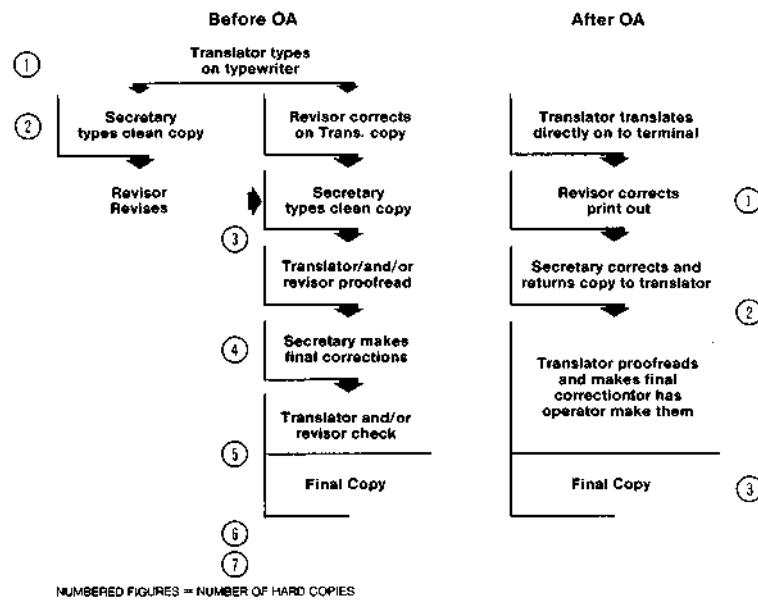 Before OA
After OA
①
Translator types
on typewriter
②
Secretary
types clean copy
Revisor corrects
on Trans. copy
Translator translates
directly on to terminal
Revisor
Revises
Secretary
types clean copy
Revisor corrects
print out
①
③
Translator/and/or
revisor proofread
Secretary corrects and
returns copy to translator
②
④
Secretary makes
final corrections
Translator proofreads
and makes final
correctiontor has
operator make them
Translator and/or
revisor check
⑤
Final Copy
Final Copy
③
⑥
⑦
NUMBERED FIGURES = NUMBER OF HARD COPIES